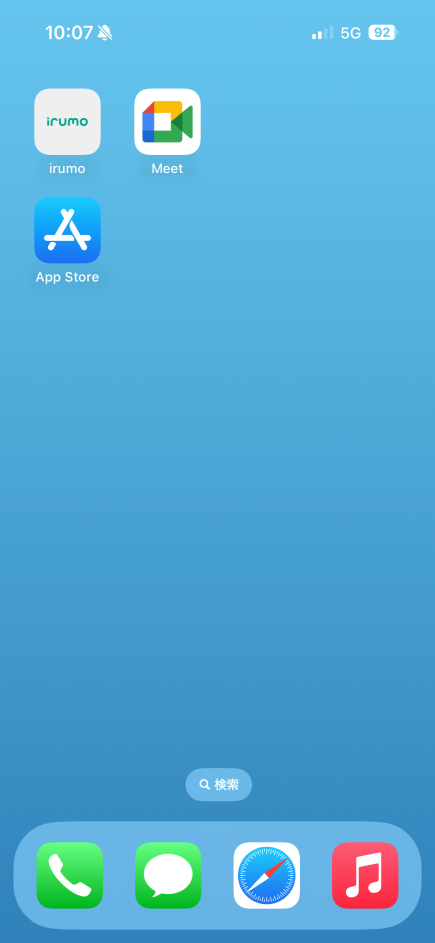 10:07 5G 92
irumo
irumo Meet
App Store
検索